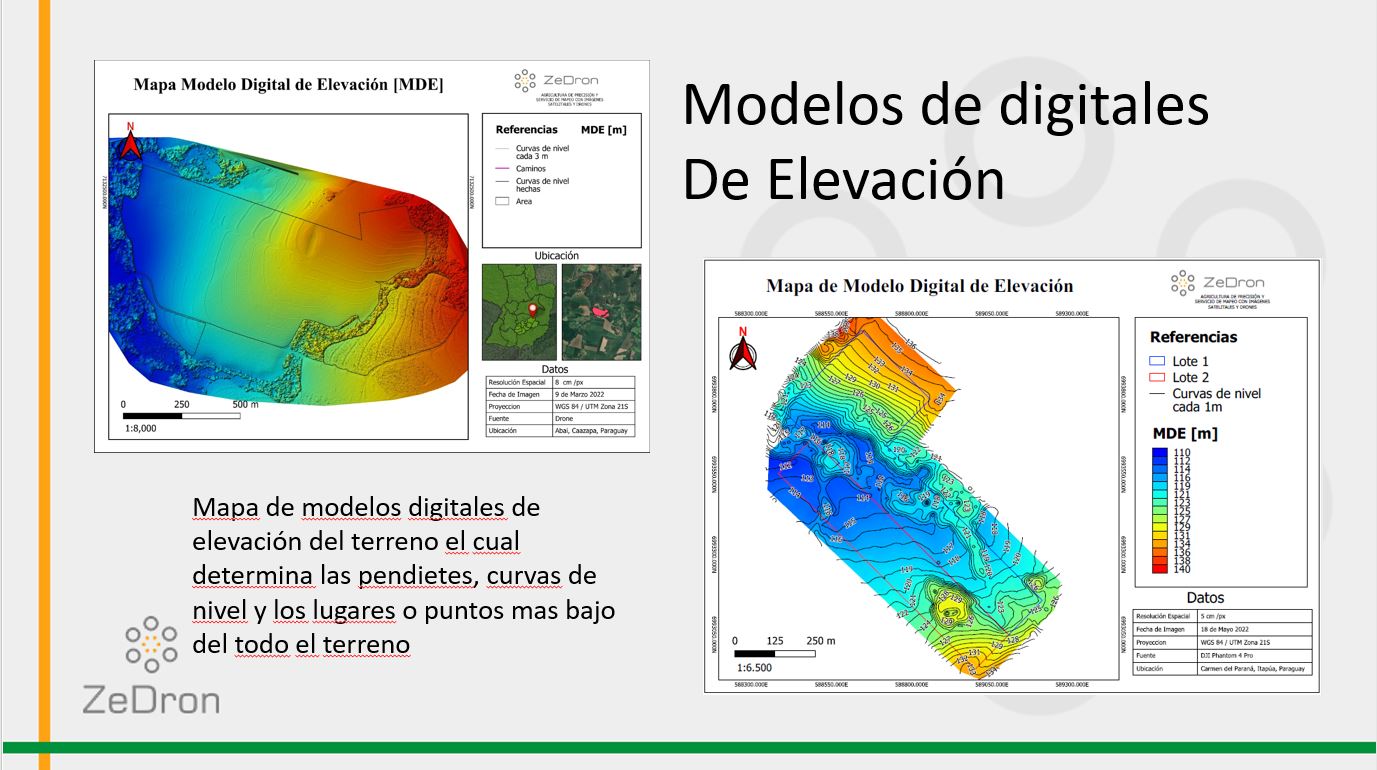 Mapa Modelo Digital de Elevación [MDE]
ZeDron
AGRICULTURA DE PRECISIÓN Y
SERVICIO DE MAPEO CON IMÁGENES
SATELITALES Y DRONES
N
Referencias MDE [m]
Curvas de nivel
cada 3 m
Caminos
Curvas de nivel
hechas
Area
Ubicación
Datos
Resolución Espacial 8 cm /px
Fecha de Imagen 9 de Marzo 2022
Proyeccion WGS 84 / UTM Zona 21S
Fuente Drone
Ubicación Abai, Caazapa, Paraguay
0 250 500 m
1:8,000
Modelos de digitales
De Elevación
Mapa de Modelo Digital de Elevación
ZeDron
AGRICULTURA DE PRECISIÓN Y
SERVICIO DE MAPEO CON IMÁGENES
SATELITALES Y DRONES
588300.000E 588550.000E 588800.000E 589050.000E 589300.000E
N
Referencias
Lote 1
Lote 2
Curvas de nivel
cada 1m
MDE [m]
110
112
114
116
119
121
123
125
127
129
131
134
136
138
140
Datos
Resolución Espacial 5 cm /px
Fecha de Imagen 18 de Mayo 2022
Proyeccion WGS 84 / UTM Zona 21S
Fuente DJI Phantom 4 Pro
Ubicación Carmen del Paraná, Itapúa, Paraguay
0 125 250 m
1:6.500
588300.000E 588550.000E 588800.000E 589050.000E 589300.000E
Mapa de modelos digitales de
elevación del terreno el cual
determina las pendietes, curvas de
nivel y los lugares o puntos mas bajo
del todo el terreno
ZeDron